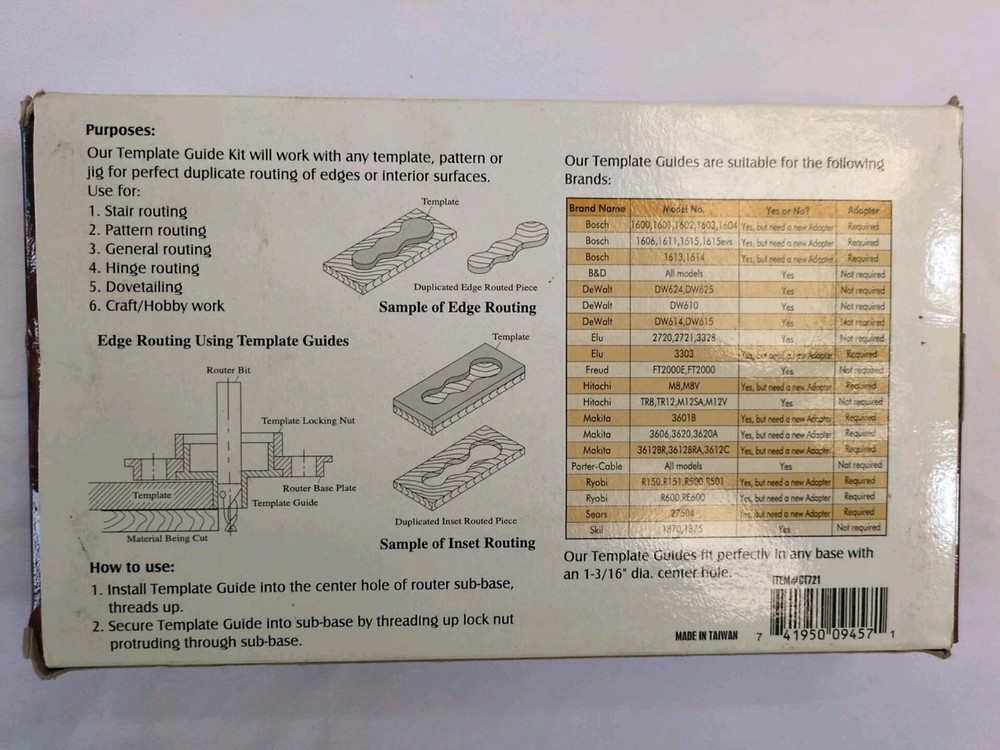 Purposes:
Our Template Guide Kit will work with any template, pattern or
jig for perfect duplicate routing of edges or interior surfaces.
Use for:
1. Stair routing
2. Pattern routing
3. General routing
4. Hinge routing
5. Dovetailing
6. Craft/Hobby work
Template
Duplicated Edge Routed Piece
Sample of Edge Routing
Edge Routing Using Template Guides
Router Bit
Template Locking Nut
Router Base Plate
Template
Template Guide
Material Being Cut
Template
Duplicated Inset Routed Piece
Sample of Inset Routing
How to use:
1. Install Template Guide into the center hole of router sub-base,
threads up.
2. Secure Template Guide into sub-base by threading up lock nut
protruding through sub-base.
Our Template Guides are suitable for the following
Brands:
Brand Name Model No. Yes or No? Adapter
Bosch 1600,1601,1602,1603,1604 Yes, but need a new Adapter Required
Bosch 1606,1611,1615,1615evs Yes, but need a new Adapter Required
Bosch 1613,1614 Yes, but need a new Adapter Required
B&D All models Yes Not required
DeWalt DW624,DW625 Yes Not required
DeWalt DW610 Yes Not required
DeWalt DW614,DW615 Yes Not required
Elu 2720,2721,3328 Yes Not required
Elu 3303 Yes, but need a new Adapter Required
Freud FT2000E,FT2000 Yes Not required
Hitachi M8,M8V Yes, but need a new Adapter Required
Hitachi TR8,TR12,M12SA,M12V Yes Not required
Makita 3601B Yes, but need a new Adapter Required
Makita 3606,3620,3620A Yes, but need a new Adapter Required
Makita 3612BR,3612BRA,3612C Yes, but need a new Adapter Required
Porter-Cable All models Yes Not required
Ryobi R150,R151,R500,R501 Yes, but need a new Adapter Required
Ryobi R600,RE600 Yes, but need a new Adapter Required
Sears 27504 Yes, but need a new Adapter Required
Skil 1870,1875 Yes Not required
Our Template Guides fit perfectly in any base with
an 1-3/16" dia. center hole.
ITEM#CT721
MADE IN TAIWAN
7 41950 09457 1